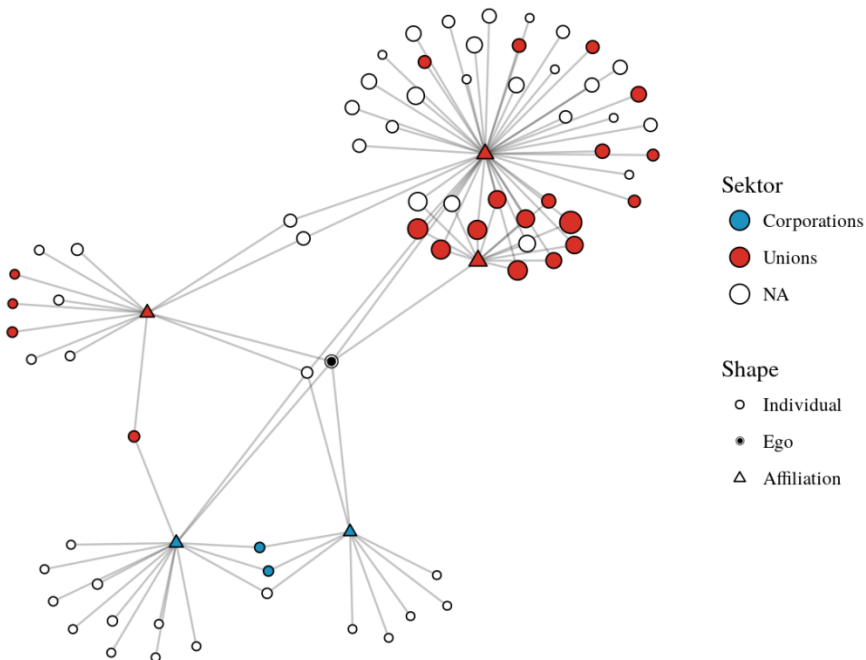 Sektor
Corporations
Unions
NA
Shape
Individual
Ego
Affiliation